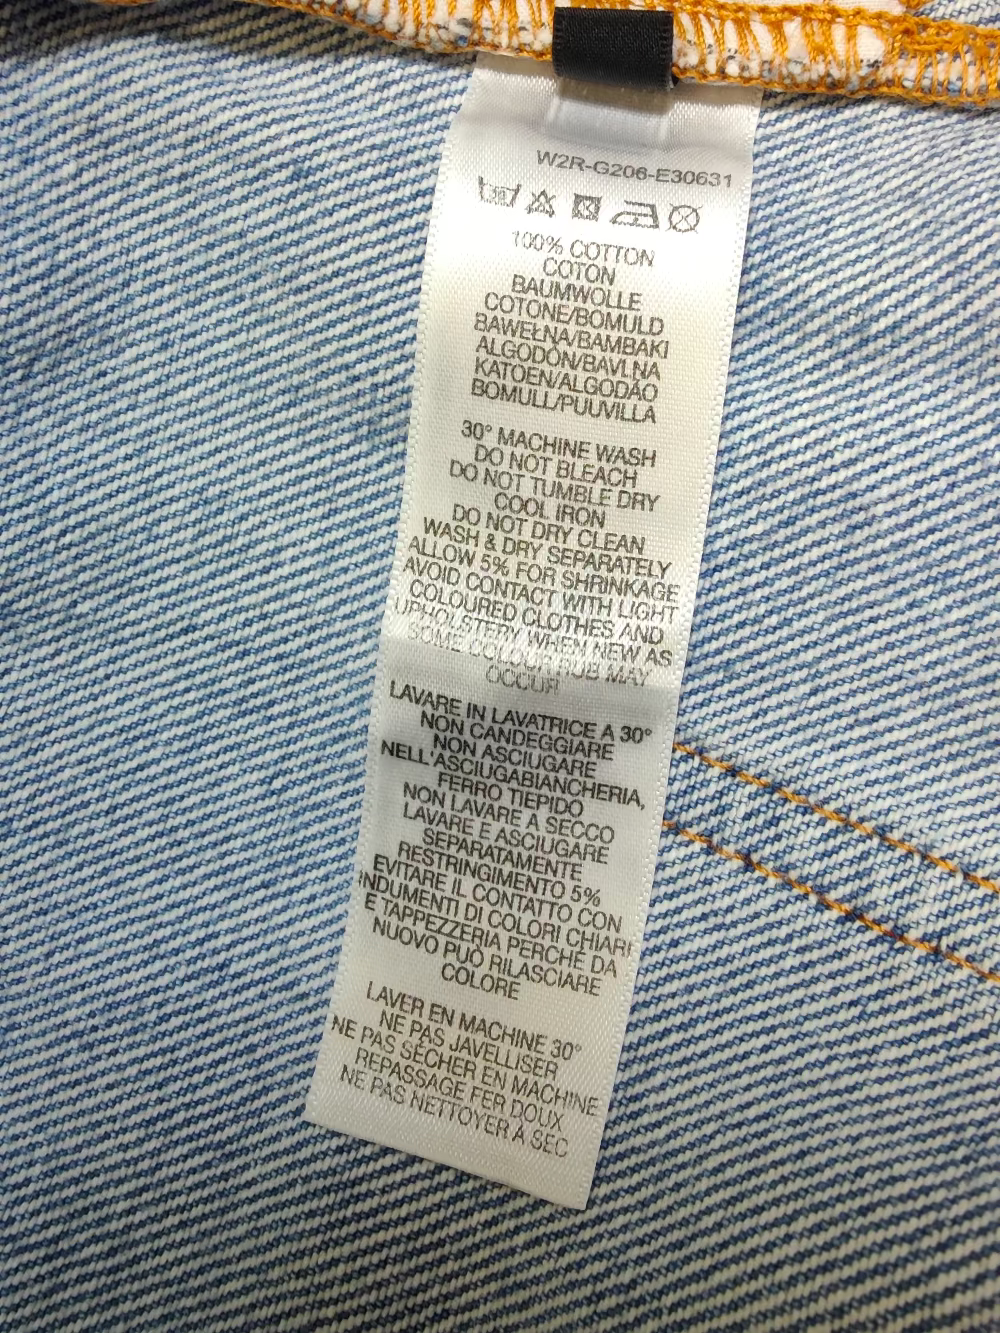 W2R-G206-E30631
100% COTTON
COTON
BAUMWOLLE
COTONE/BOMULD
BAWEŁNA/BAMBAKI
ALGODÓN/BAVLNA
KATOEN/ALGODÃO
BOMULL/PUUVILLA
30° MACHINE WASH
DO NOT BLEACH
DO NOT TUMBLE DRY
COOL IRON
DO NOT DRY CLEAN
WASH & DRY SEPARATELY
ALLOW 5% FOR SHRINKAGE
AVOID CONTACT WITH LIGHT
COLOURED CLOTHES AND
UPHOLSTERY WHEN NEW AS
SOME COLOUR RUB MAY
OCCUR
LAVARE IN LAVATRICE A 30°
NON CANDEGGIARE
NON ASCIUGARE
NELL'ASCIUGABIANCHERIA,
FERRO TIEPIDO
NON LAVARE A SECCO
LAVARE E ASCIUGARE
SEPARATAMENTE
RESTRINGIMENTO 5%
EVITARE IL CONTATTO CON
INDUMENTI DI COLORI CHIARI
E TAPPEZZERIA PERCHÉ DA
NUOVO PUÒ RILASCIARE
COLORE
LAVER EN MACHINE 30°
NE PAS JAVELLISER
NE PAS SÉCHER EN MACHINE
REPASSAGE FER DOUX
NE PAS NETTOYER À SEC